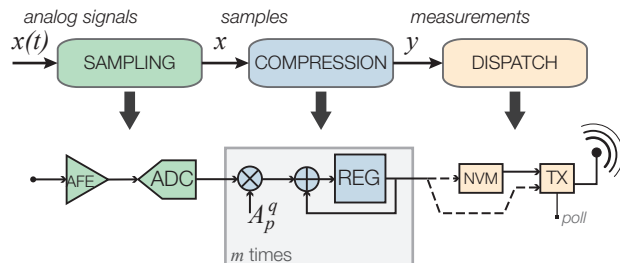 analog signals samples measurements
x(t) SAMPLING x COMPRESSION y DISPATCH
AFE ADC REG NVM TX
A_p^q
poll
m times